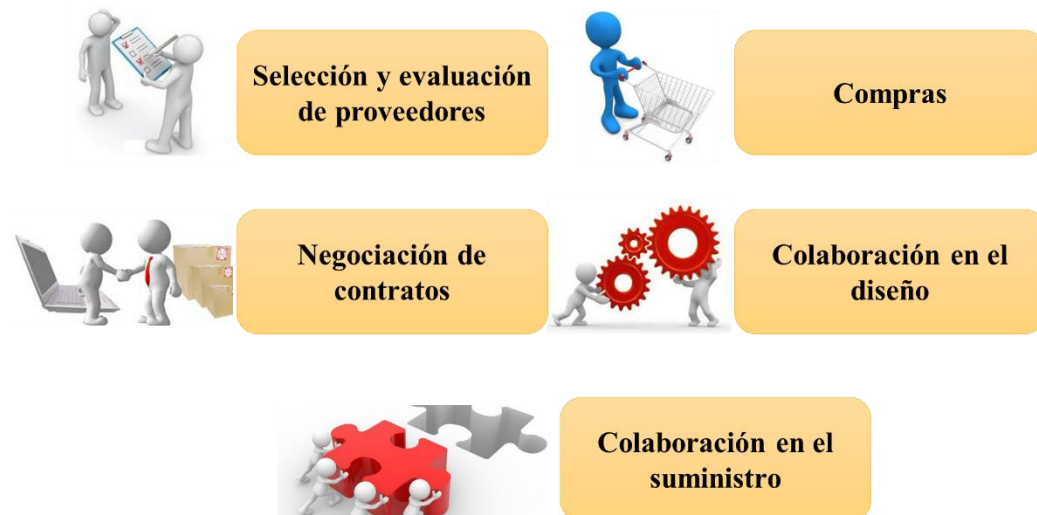 Selección y evaluación
de proveedores
Compras
Negociación de
contratos
Colaboración en el
diseño
Colaboración en el
suministro